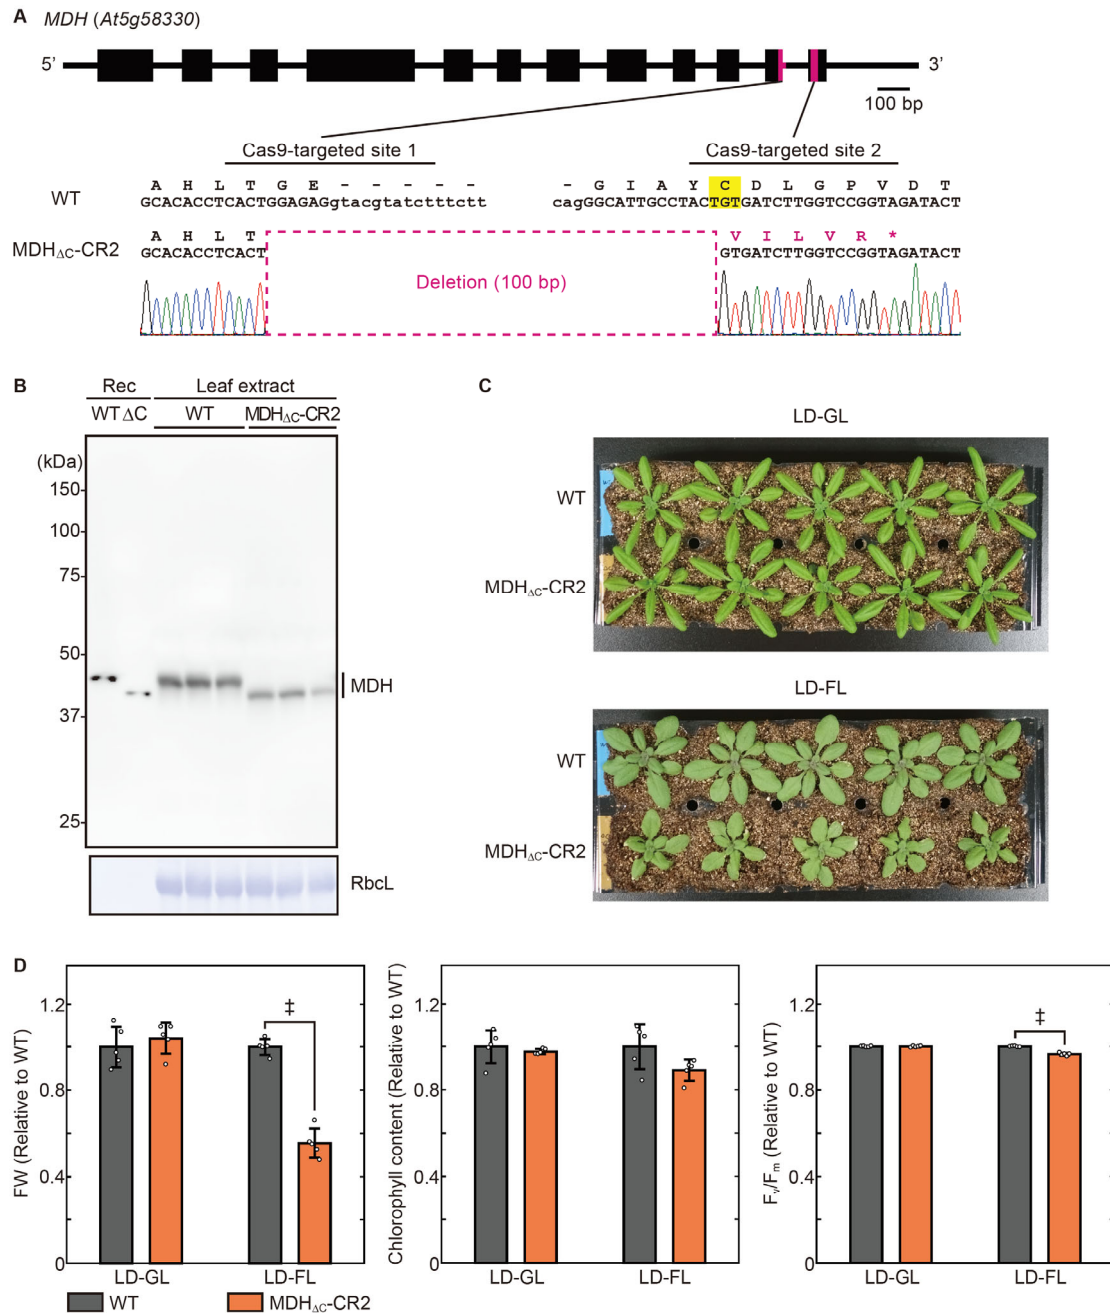 A MDH (At5g58330)
5’ 3’
100 bp
Cas9-targeted site 1 Cas9-targeted site 2
A H L T G E - - - - - - G I A Y C D L G P V D T
WT GCACACCTCACTGGAGAGgtacgtatctttctt cagGGCATTGCCTACTGTGATCTTGGTCCGGTAGATACT
A H L T V I L V R *
MDHΔC-CR2 GCACACCTCACT GTGATCTTGGTCCGGTAGATACT
Deletion (100 bp)
B
Rec Leaf extract
WT ΔC WT MDHΔC-CR2
(kDa)
150
100
75
50
37
25
MDH
RbcL
C
LD-GL
WT
MDHΔC-CR2
LD-FL
WT
MDHΔC-CR2
D
FW (Relative to WT)
1.2
0.8
0.4
0
‡
LD-GL LD-FL
Chlorophyll content (Relative to WT)
1.2
0.8
0.4
0
LD-GL LD-FL
Fv/Fm (Relative to WT)
1.2
0.8
0.4
0
‡
LD-GL LD-FL
WT MDHΔC-CR2